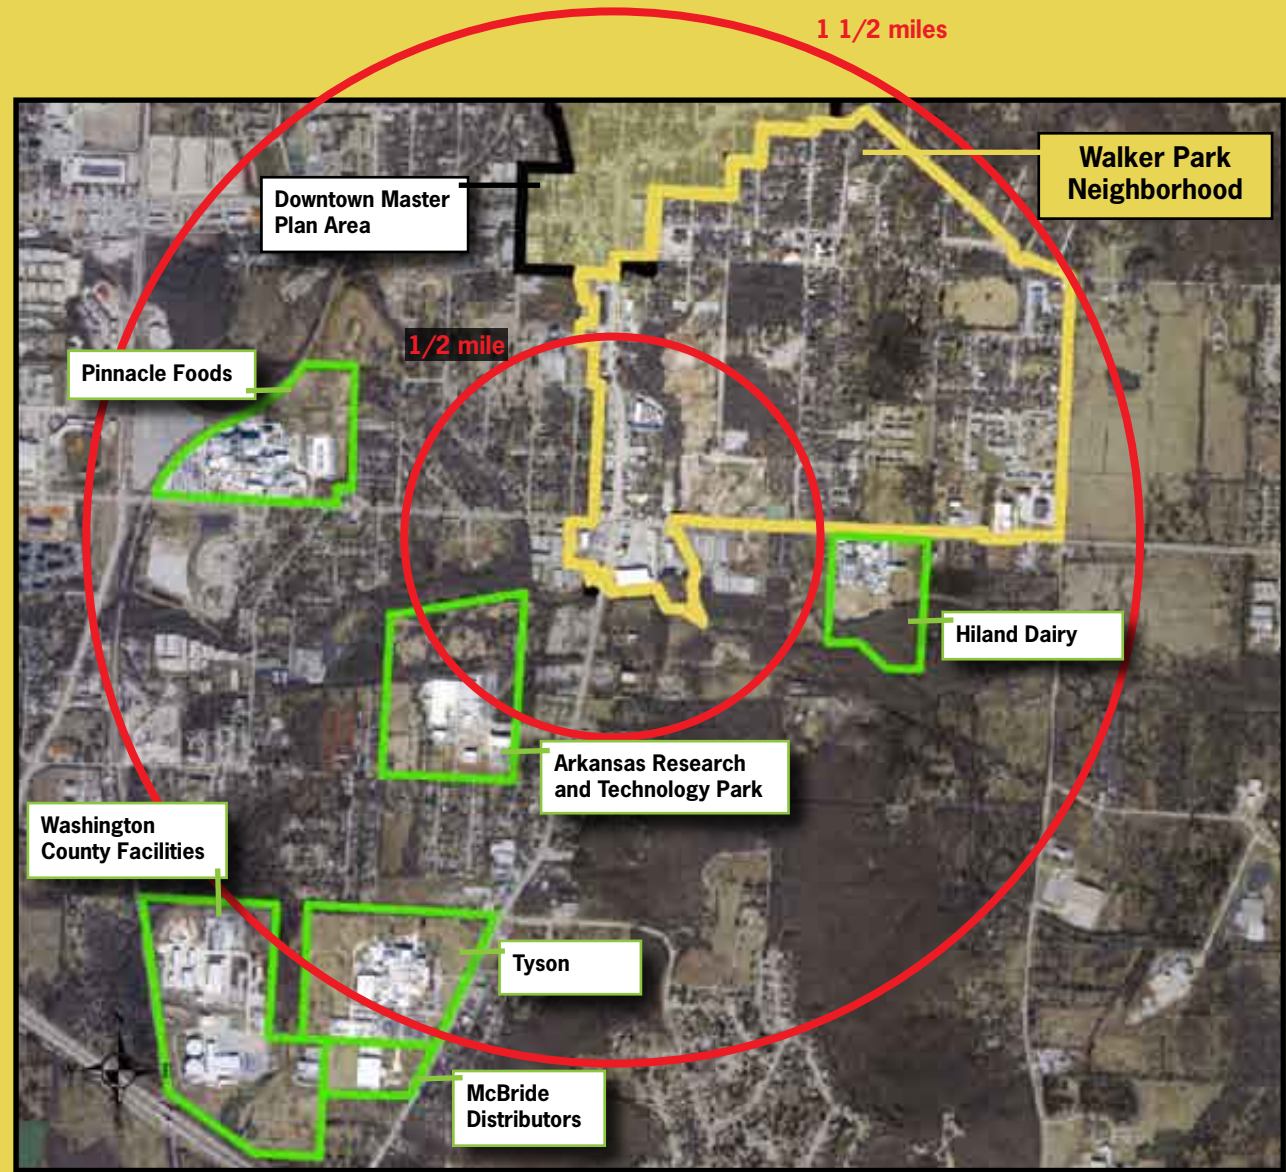 1 1/2 miles
Walker Park
Neighborhood
Downtown Master
Plan Area
1/2 mile
Pinnacle Foods
Hiland Dairy
Arkansas Research
and Technology Park
Washington
County Facilities
Tyson
McBride
Distributors